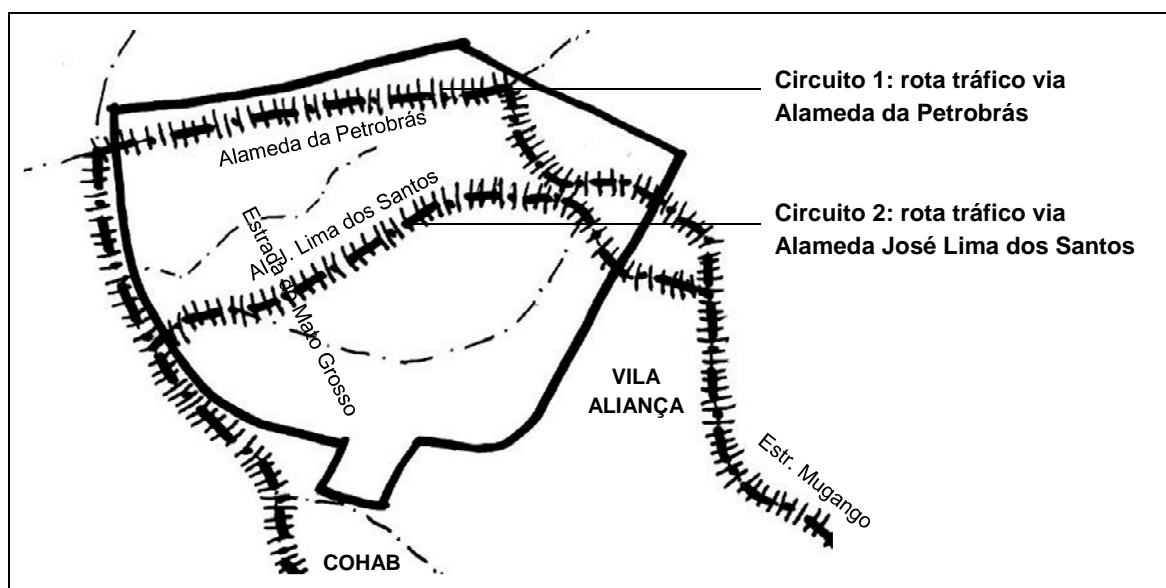 Circuito 1: rota tráfico via
Alameda da Petrobrás
Alameda da Petrobrás
Circuito 2: rota tráfico via
Alameda José Lima dos Santos
Al. J. Lima dos Santos
Estrada do Mato Grosso
VILA
ALIANÇA
Estr. Mugango
COHAB